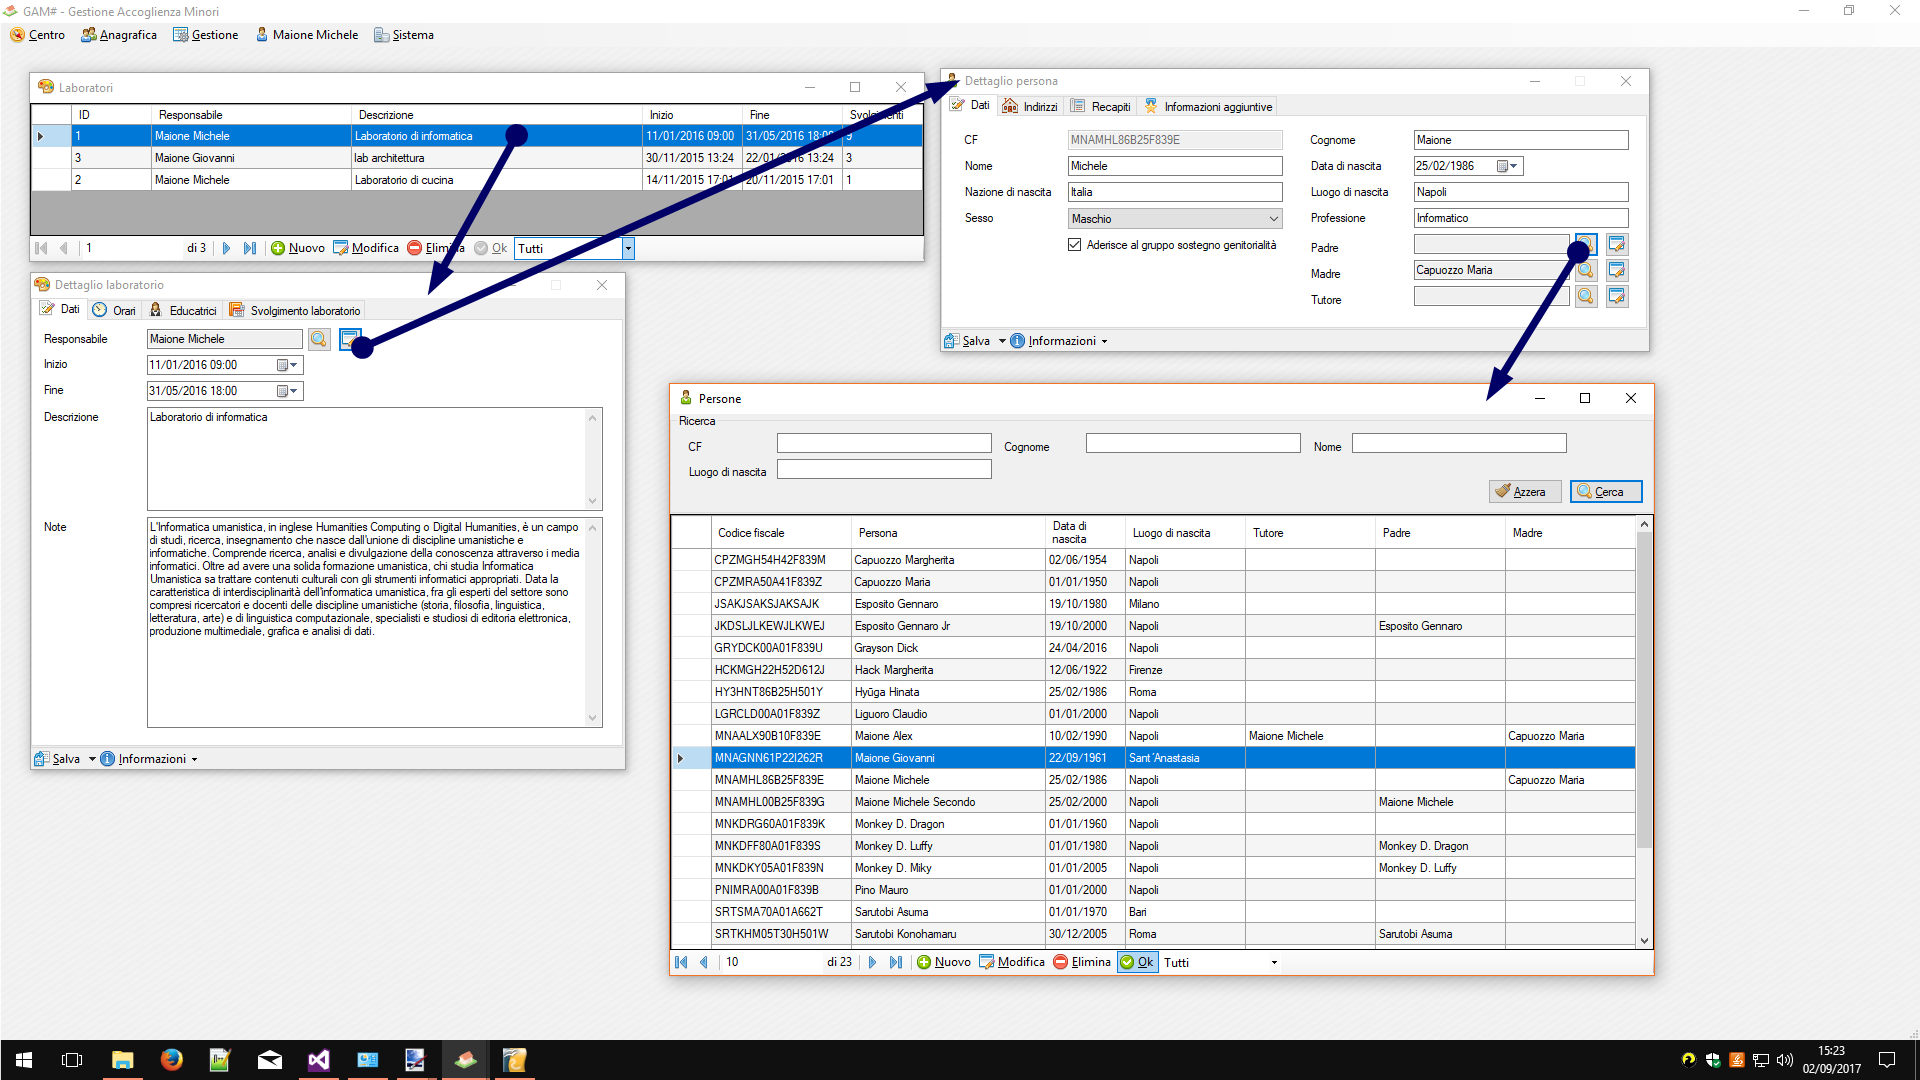 GAM# - Gestione Accoglienza Minori
Centro Anagrafica Gestione Maione Michele Sistema
Laboratori
ID Responsabile Descrizione Inizio Fine Svolgimenti
1 Maione Michele Laboratorio di informatica 11/01/2016 09:00 31/05/2016 18:00 9
3 Maione Giovanni lab architettura 30/11/2015 13:24 22/01/2016 13:24 3
2 Maione Michele Laboratorio di cucina 14/11/2015 17:01 20/11/2015 17:01 1
1 di 3 Nuovo Modifica Elimina Ok Tutti
Dettaglio laboratorio
Dati Orari Educatrici Svolgimento laboratorio
Responsabile Maione Michele
Inizio 11/01/2016 09:00
Fine 31/05/2016 18:00
Descrizione Laboratorio di informatica
Note L'Informatica umanistica, in inglese Humanities Computing o Digital Humanities, è un campo
di studi, ricerca, insegnamento che nasce dall'unione di discipline umanistiche e
informatiche. Comprende ricerca, analisi e divulgazione della conoscenza attraverso i media
informatici. Oltre ad avere una solida formazione umanistica, chi studia Informatica
Umanistica sa trattare contenuti culturali con gli strumenti informatici appropriati. Data la
caratteristica di interdisciplinarità dell'informatica umanistica, fra gli esperti del settore sono
compresi ricercatori e docenti delle discipline umanistiche (storia, filosofia, linguistica,
letteratura, arte) e di linguistica computazionale, specialisti e studiosi di editoria elettronica,
produzione multimediale, grafica e analisi di dati.
Salva Informazioni
Dettaglio persona
Dati Indirizzi Recapiti Informazioni aggiuntive
CF MNAMHL86B25F839E Cognome Maione
Nome Michele Data di nascita 25/02/1986
Nazione di nascita Italia Luogo di nascita Napoli
Sesso Maschio Professione Informatico
Aderisce al gruppo sostegno genitorialità Padre
Madre Capuozzo Maria
Tutore
Salva Informazioni
Persone
Ricerca
CF Cognome Nome
Luogo di nascita
Azzera Cerca
Codice fiscale Persona Data di nascita Luogo di nascita Tutore Padre Madre
CPZMGH54H42F839M Capuozzo Margherita 02/06/1954 Napoli
CPZMRA50A41F839Z Capuozzo Maria 01/01/1950 Napoli
JSAKJSAKSJAKSAJK Esposito Gennaro 19/10/1980 Milano
JKDSLJLKEWJLKWEJ Esposito Gennaro Jr 19/10/2000 Napoli Esposito Gennaro
GRYDCK00A01F839U Grayson Dick 24/04/2016 Napoli
HCKMGH22H52D612J Hack Margherita 12/06/1922 Firenze
HY3HNT86B25H501Y Hyūga Hinata 25/02/1986 Roma
LGRCLD00A01F839Z Liguoro Claudio 01/01/2000 Napoli
MNAALX90B10F839E Maione Alex 10/02/1990 Napoli Maione Michele Capuozzo Maria
MNAGNN61P22I262R Maione Giovanni 22/09/1961 Sant'Anastasia
MNAMHL86B25F839E Maione Michele 25/02/1986 Napoli Capuozzo Maria
MNAMHL00B25F839G Maione Michele Secondo 25/02/2000 Napoli Maione Michele
MNKDRG60A01F839K Monkey D. Dragon 01/01/1960 Napoli
MNKDFF80A01F839S Monkey D. Luffy 01/01/1980 Napoli Monkey D. Dragon
MNKDKY05A01F839N Monkey D. Miky 01/01/2005 Napoli Monkey D. Luffy
PNIMRA00A01F839B Pino Mauro 01/01/2000 Napoli
SRTSMA70A01A662T Sarutobi Asuma 01/01/1970 Bari
SRTKHM05T30H501W Sarutobi Konohamaru 30/12/2005 Roma Sarutobi Asuma
10 di 23 Nuovo Modifica Elimina Ok Tutti
15:23
02/09/2017